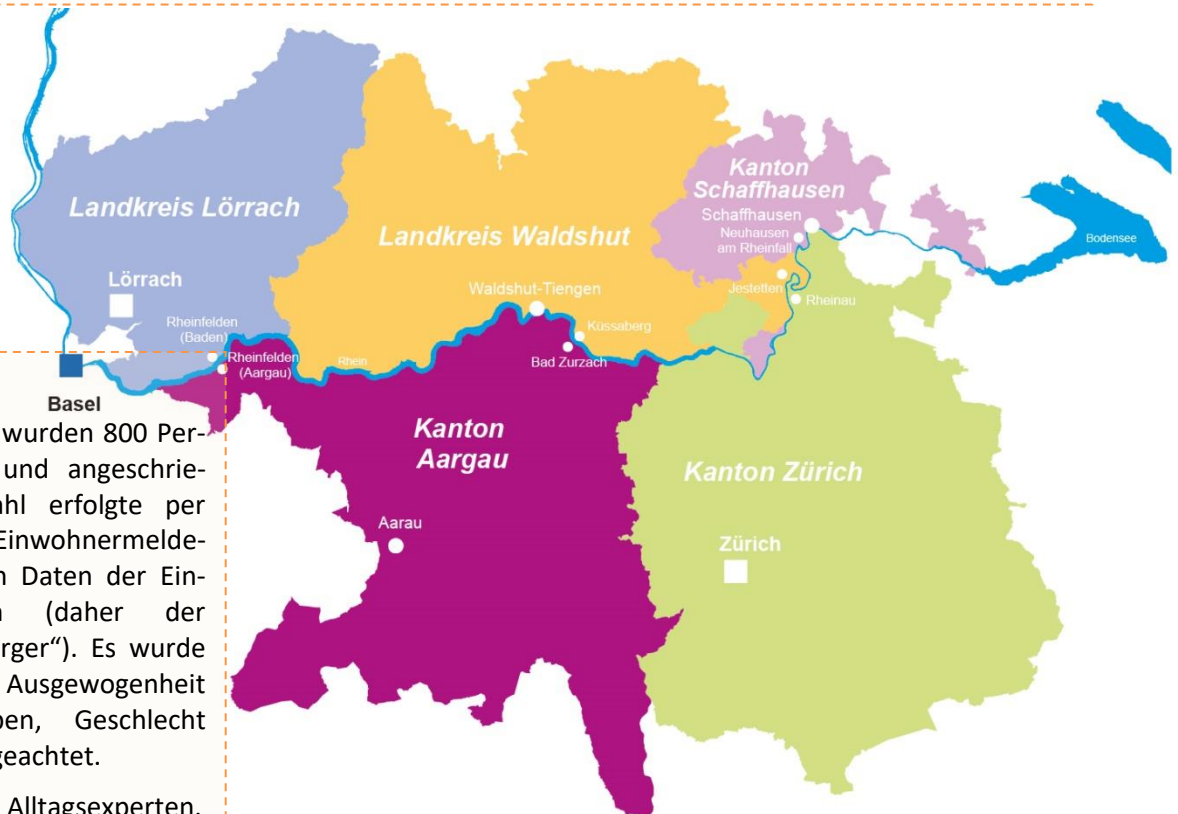 Kanton
Schaffhausen
Schaffhausen
Neuhausen
am Rheinfall
Landkreis Lörrach
Landkreis Waldshut
Bodensee
Lörrach
Waldshut-Tiengen
Jestetten
Rheinau
Rheinfelden
(Baden)
Küssaberg
Rheinfelden
(Aargau)
Rhein
Bad Zurzach
Basel
Kanton
Aargau
Kanton Zürich
Aarau
Zürich
wurden 800 Per-
und angeschrie-
ahl erfolgte per
Einwohnermelde-
n Daten der Ein-
(daher der
rger“). Es wurde
Ausgewogenheit
pen, Geschlecht
geachtet.
Alltagsexperten.